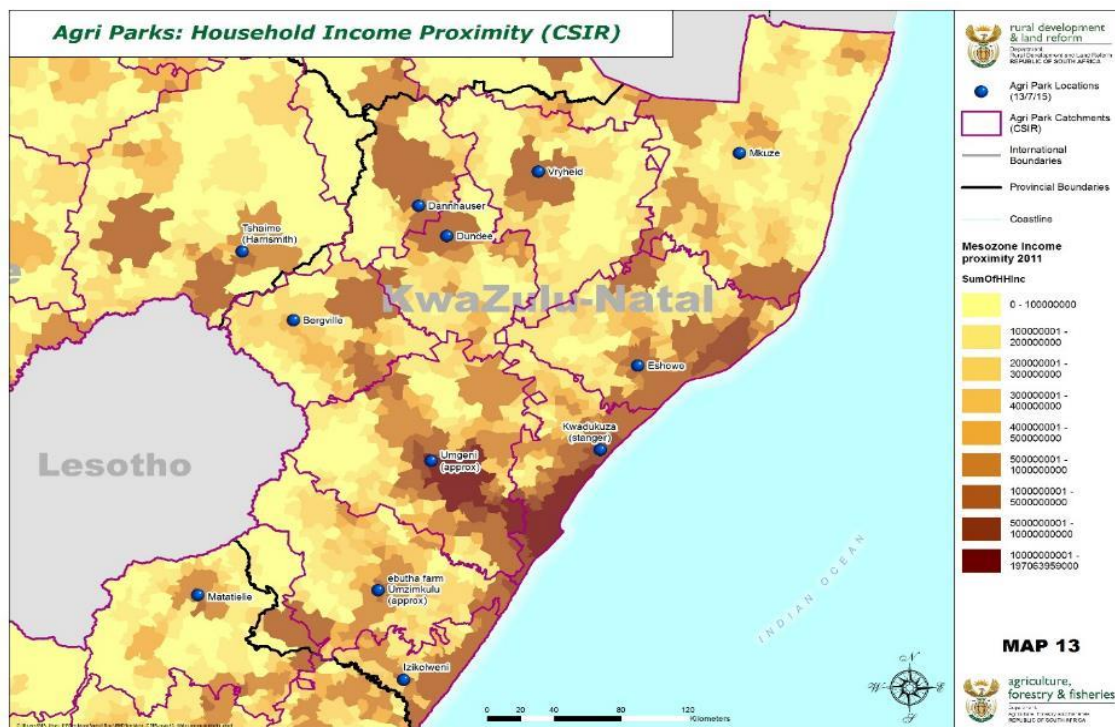 Agri Parks: Household Income Proximity (CSIR)
rural development
& land reform
Department:
Rural Development and Land Reform
REPUBLIC OF SOUTH AFRICA
Agri Park Locations
(13/7/15)
Agri Park Catchments
(CSIR)
International
Boundaries
Provincial Boundaries
Coastline
Mesozone Income
proximity 2011
SumOfHHInc
0 - 100000000
100000001 -
200000000
200000001 -
300000000
300000001 -
400000000
400000001 -
500000000
500000001 -
1000000000
1000000001 -
5000000000
5000000001 -
10000000000
10000000001 -
197063959000
MAP 13
agriculture,
forestry & fisheries
Department:
Agriculture, Forestry and Fisheries
REPUBLIC OF SOUTH AFRICA
Mkuze
Vryheid
Dannhauser
Dundee
Tshaimo
(Harrismith)
KwaZulu-Natal
Bergville
Eshowo
Kwadukuza
(stanger)
Lesotho
Umgeni
(approx)
ebutha farm
Umzimkulu
(approx)
Matatielle
Izikolweni
INDIAN OCEAN
N
W E
S
0 20 40 80 120
Kilometers